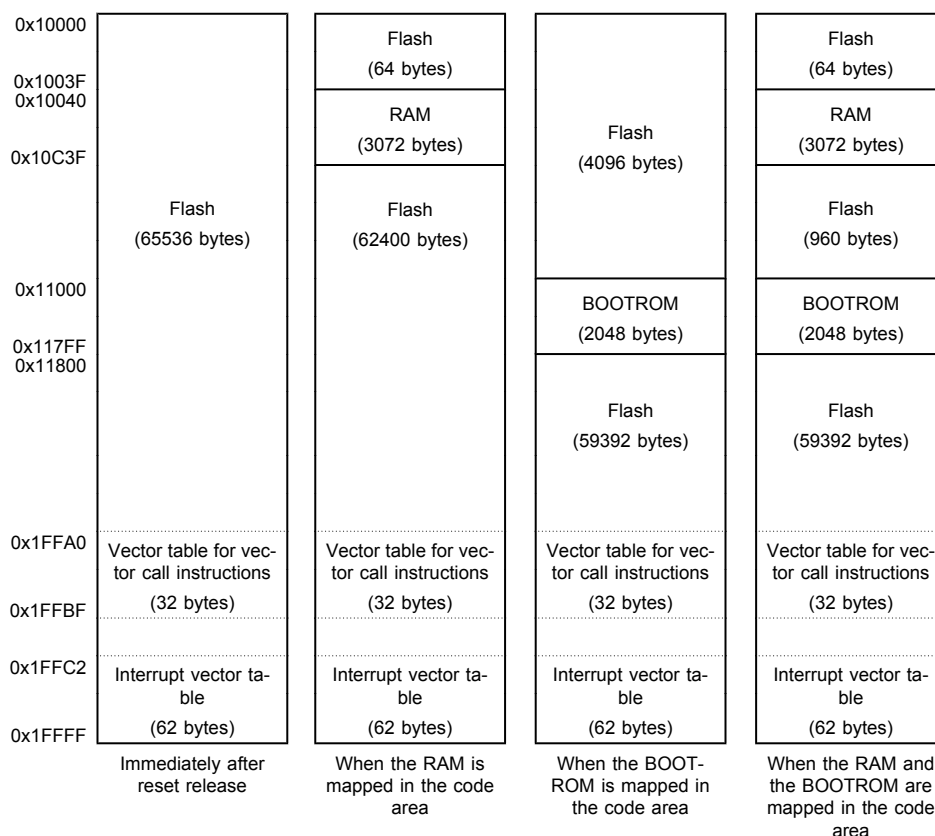 0x10000
0x1003F
0x10040
0x10C3F
0x11000
0x117FF
0x11800
0x1FFA0
0x1FFBF
0x1FFC2
0x1FFFF
Flash
(65536 bytes)
Vector table for vec-
tor call instructions
(32 bytes)
Interrupt vector ta-
ble
(62 bytes)
Immediately after
reset release
Flash
(64 bytes)
RAM
(3072 bytes)
Flash
(62400 bytes)
Vector table for vec-
tor call instructions
(32 bytes)
Interrupt vector ta-
ble
(62 bytes)
When the RAM is
mapped in the code
area
Flash
(4096 bytes)
BOOTROM
(2048 bytes)
Flash
(59392 bytes)
Vector table for vec-
tor call instructions
(32 bytes)
Interrupt vector ta-
ble
(62 bytes)
When the BOOT-
ROM is mapped in
the code area
Flash
(64 bytes)
RAM
(3072 bytes)
Flash
(960 bytes)
BOOTROM
(2048 bytes)
Flash
(59392 bytes)
Vector table for vec-
tor call instructions
(32 bytes)
Interrupt vector ta-
ble
(62 bytes)
When the RAM and
the BOOTROM are
mapped in the code
area